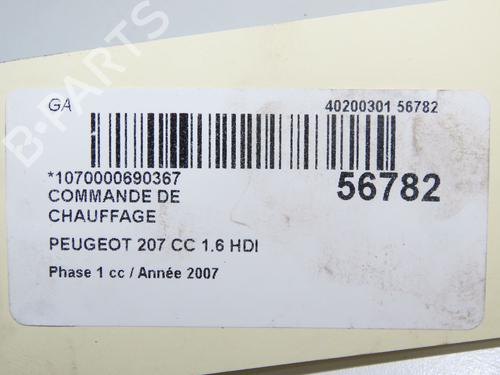 GA
40200301 56782
*1070000690367
56782
COMMANDE DE
CHAUFFAGE
PEUGEOT 207 CC 1.6 HDI
Phase 1 cc / Année 2007
B-PARTS